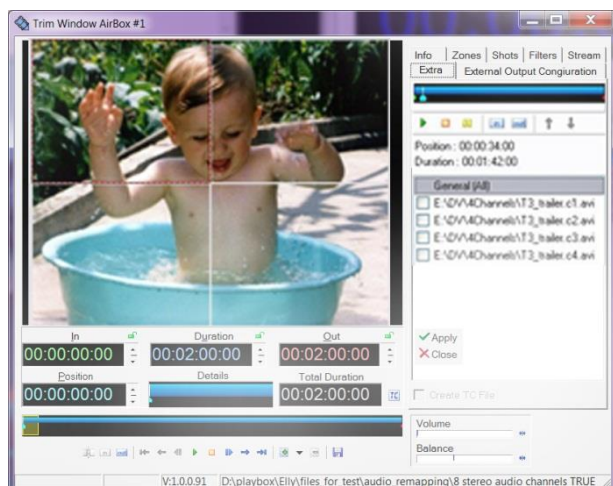 Trim Window AirBox #1
Info Zones Shots Filters Stream
Extra External Output Congiuration
Position : 00:00:34:00
Duration : 00:01:42:00
General (All)
E:\DV\4Channels\T3_trailer.c1.avi
E:\DV\4Channels\T3_trailer.c2.avi
E:\DV\4Channels\T3_trailer.c3.avi
E:\DV\4Channels\T3_trailer.c4.avi
Apply
Close
In Duration Out
00:00:00:00 00:02:00:00 00:02:00:00
Position Details Total Duration
00:00:00:00 00:02:00:00 TC
Create TC File
Volume
Balance
V:1.0.0.91 D:\playbox\Elly\files for test\audio remapping\8 stereo audio channels TRUE